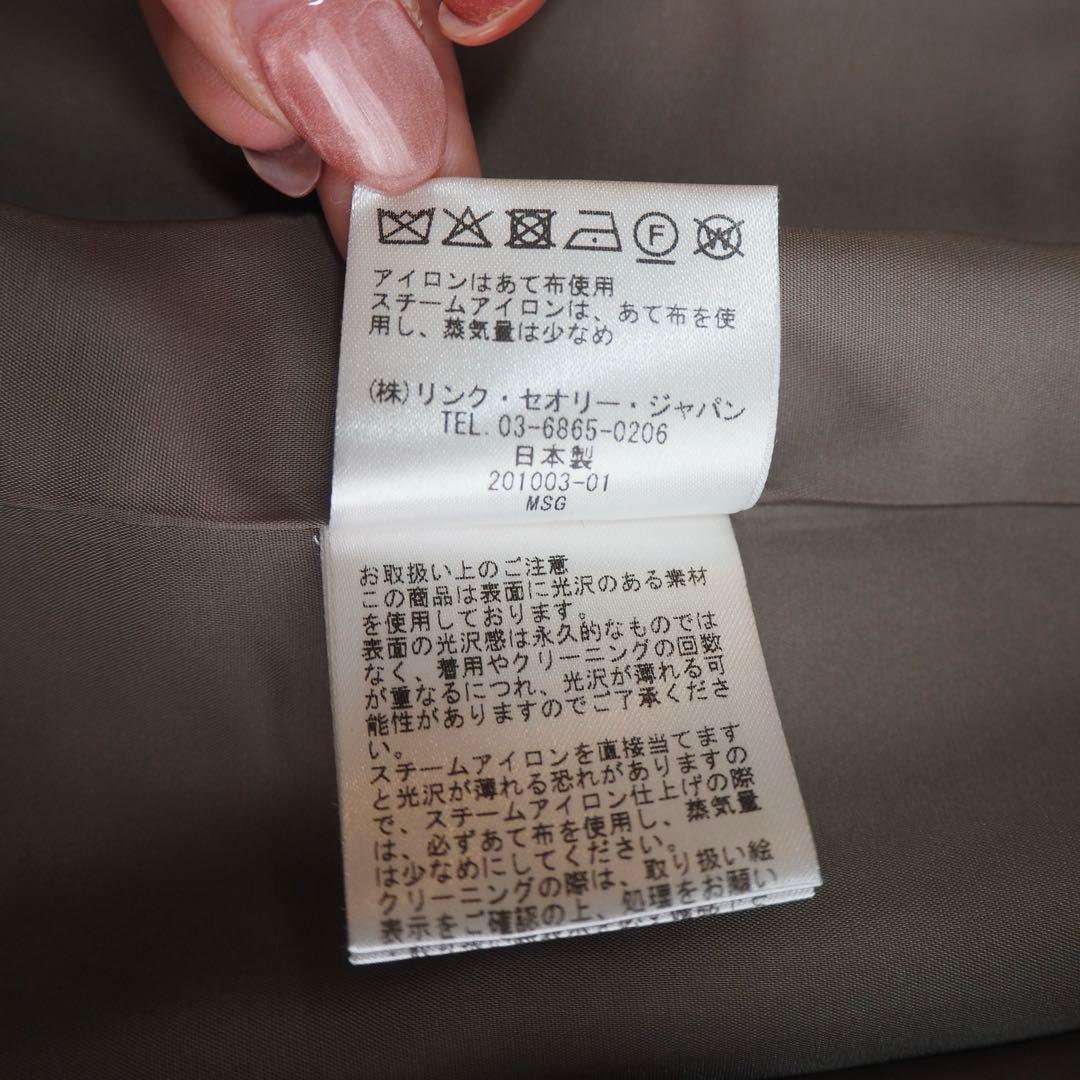 F W
アイロンはあて布使用
スチームアイロンは、あて布を使
用し、蒸気量は少なめ
(株)リンク・セオリー・ジャパン
TEL.03-6865-0206
日本製
201003-01
MSG
お取扱い上のご注意
この商品は表面に光沢のある素材
を使用しております。
表面の光沢感は永久的なものでは
なく、着用やクリーニングの回数
が重なるにつれ、光沢が薄れる可
能性がありますのでご了承くださ
い。
スチームアイロンを直接当てます
と光沢が薄れる恐れがありますの
で、スチームアイロン仕上げの際
は、必ずあて布を使用し、蒸気量
は少なめにしてください。
クリーニングの際は、取り扱い絵
表示をご確認の上、処理をお願い